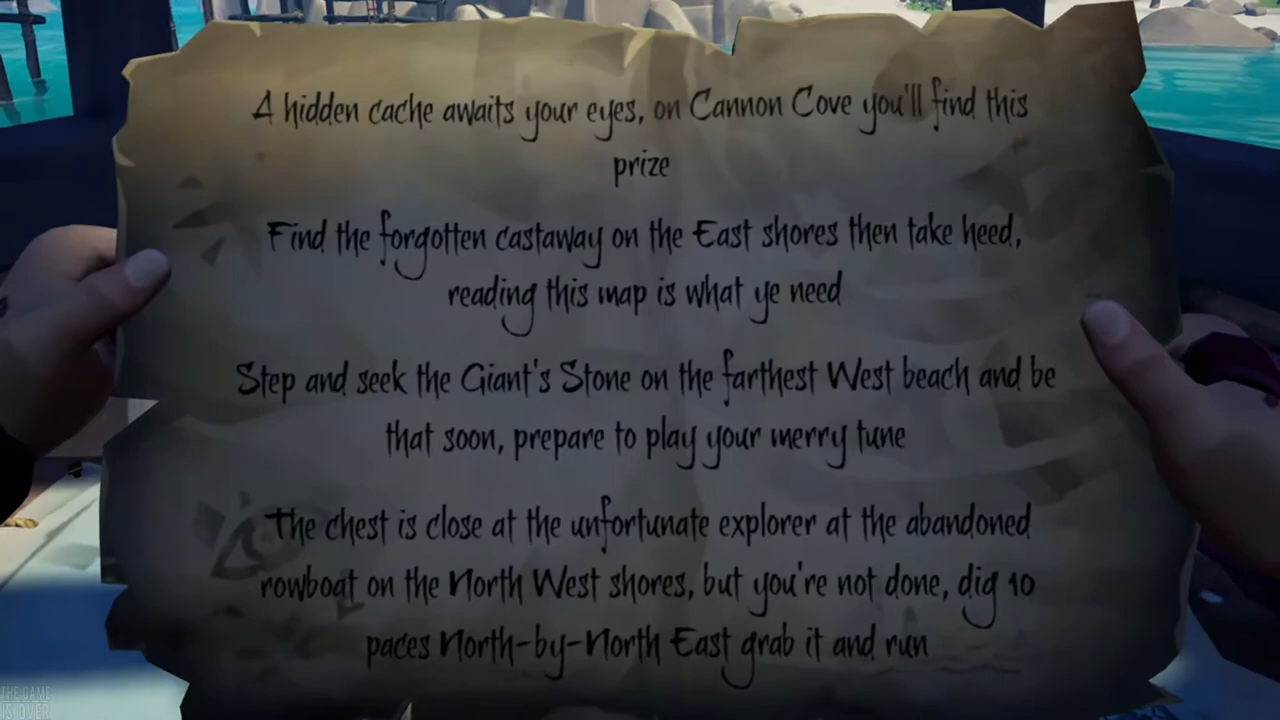 A hidden cache awaits your eyes, on Cannon Cove you'll find this
prize
Find the forgotten castaway on the East shores then take heed,
reading this map is what ye need
Step and seek the Giant's Stone on the farthest West beach and be
that soon, prepare to play your merry tune
The chest is close at the unfortunate explorer at the abandoned
rowboat on the North West shores, but you're not done, dig 10
paces North-by-North East grab it and run
THE GAME
IS OVER